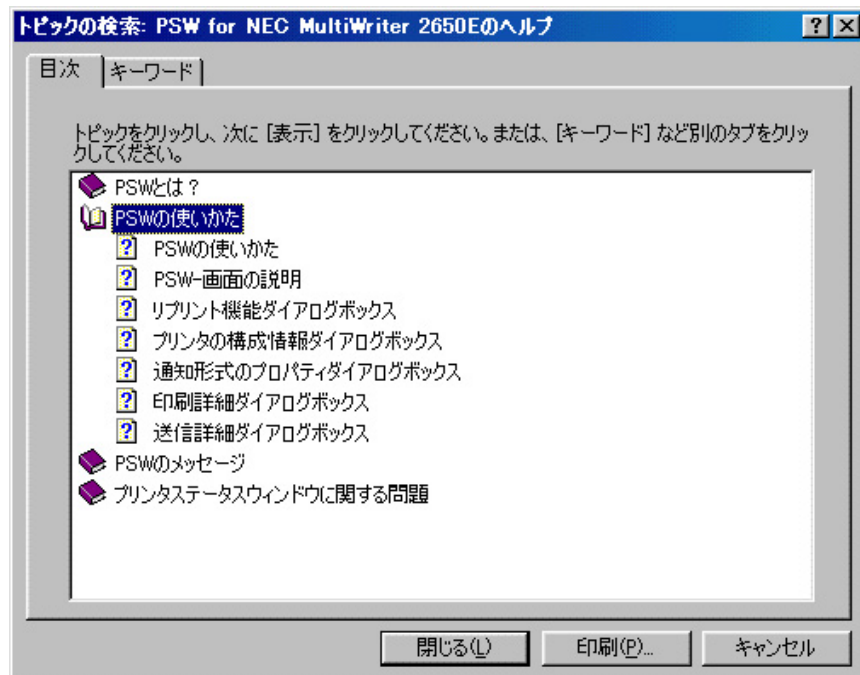 トピックの検索: PSW for NEC MultiWriter 2650Eのヘルプ
目次
キーワード
トピックをクリックし、次に [表示] をクリックしてください。または、[キーワード] など別のタブをクリッ
クしてください。
PSWとは?
PSWの使いかた
PSWの使いかた
PSW-画面の説明
リプリント機能ダイアログボックス
プリンタの構成情報ダイアログボックス
通知形式のプロパティダイアログボックス
印刷詳細ダイアログボックス
送信詳細ダイアログボックス
PSWのメッセージ
プリンタステータスウィンドウに関する問題
閉じる(L)
印刷(P)...
キャンセル